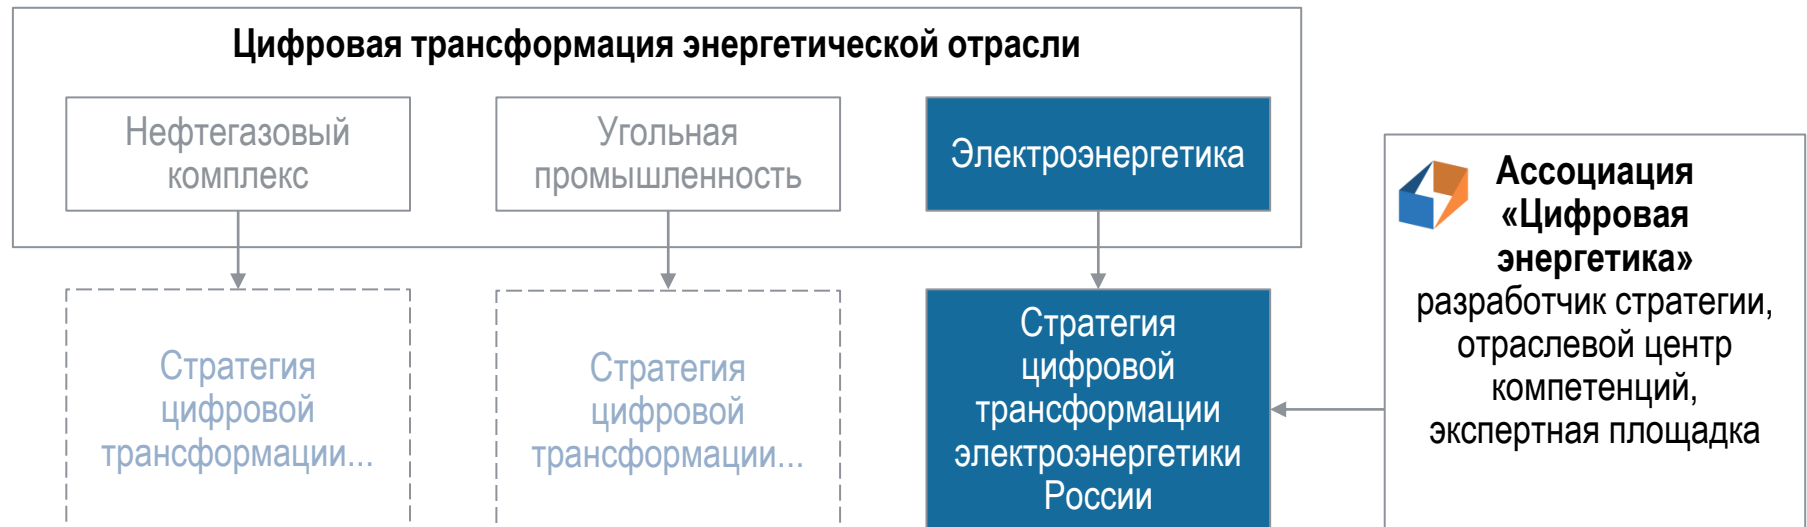 Цифровая трансформация энергетической отрасли
Нефтегазовый
комплекс
Угольная
промышленность
Электроэнергетика
Стратегия
цифровой
трансформации...
Стратегия
цифровой
трансформации...
Стратегия
цифровой
трансформации
электроэнергетики
России
Ассоциация
«Цифровая
энергетика»
разработчик стратегии,
отраслевой центр
компетенций,
экспертная площадка